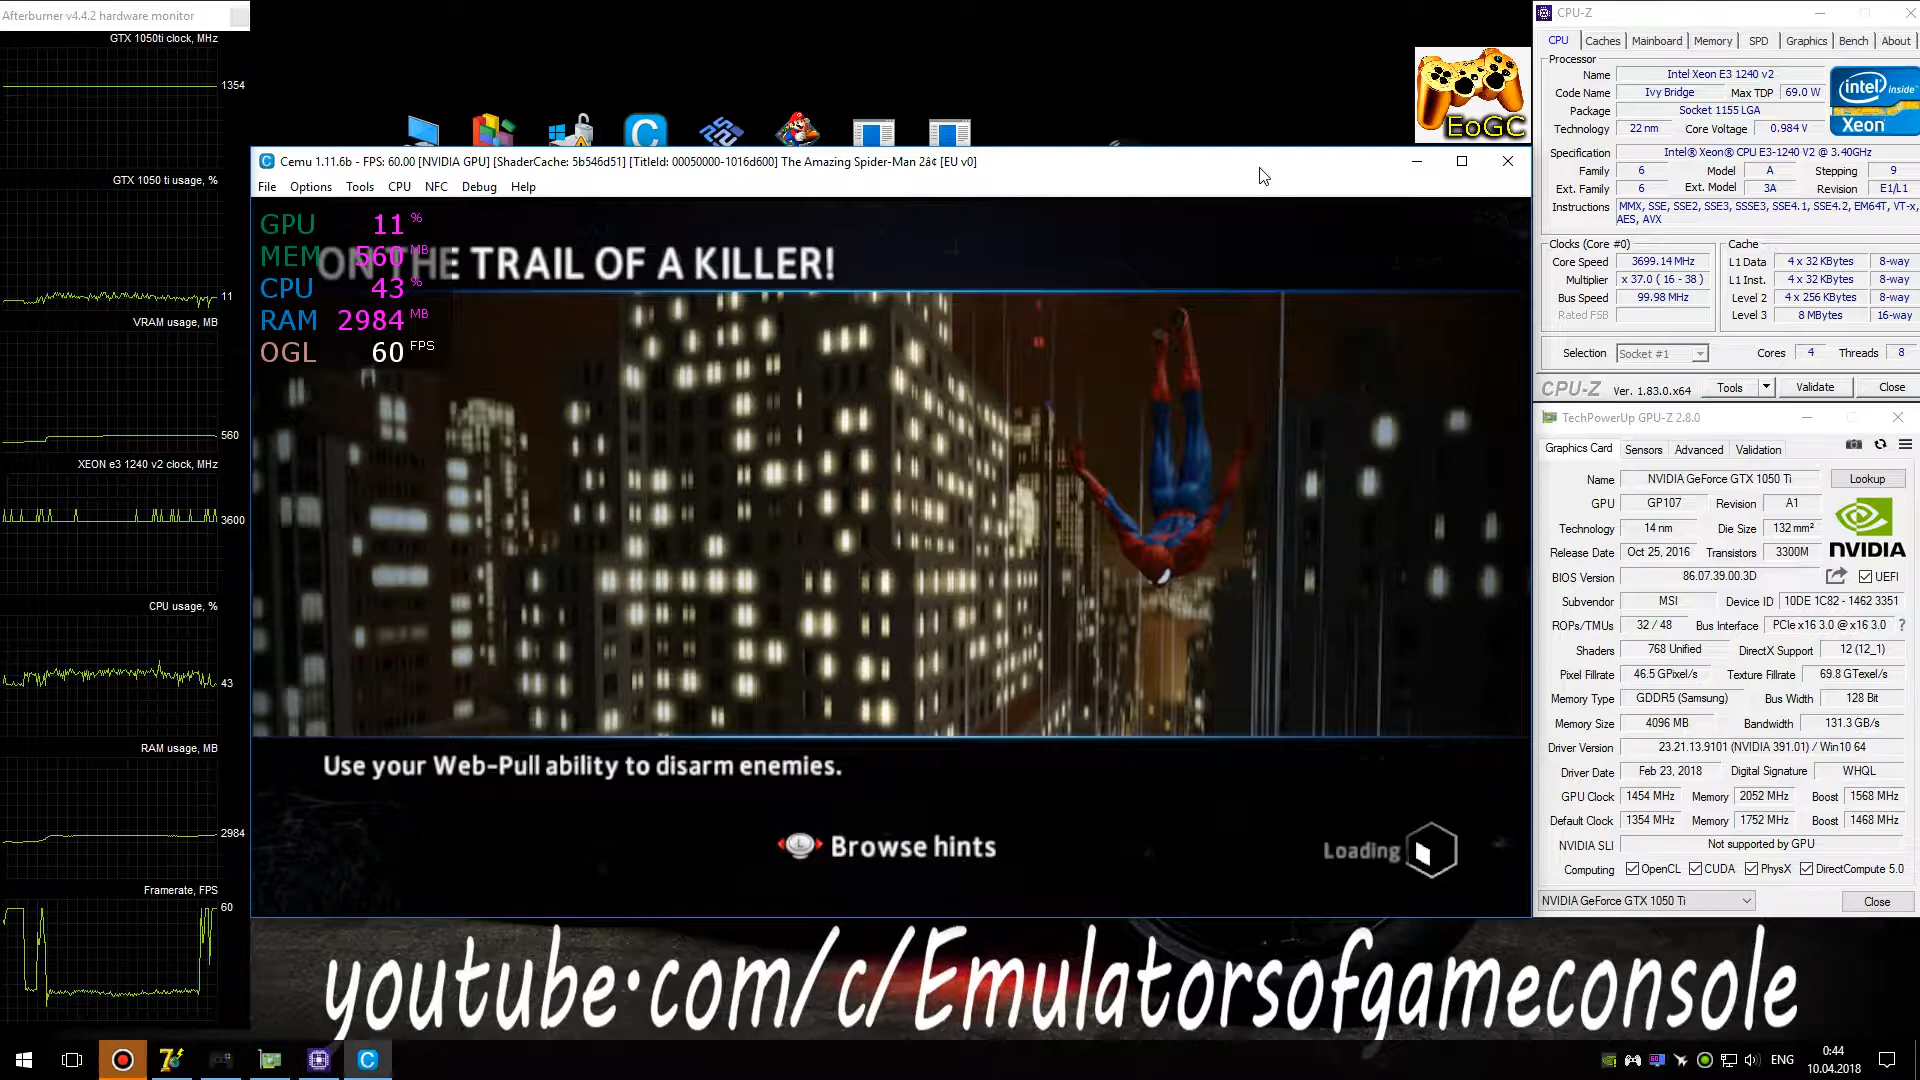 Afterburner v4.4.2 hardware monitor
GTX 1050ti clock, MHz
1354
GTX 1050 ti usage, %
11
VRAM usage, MB
560
XEON e3 1240 v2 clock, MHz
3600
CPU usage, %
43
RAM usage, MB
2984
Framerate, FPS
60
EoGC
Cemu 1.11.6b - FPS: 60.00 [NVIDIA GPU] [ShaderCache: 5b546d51] [TitleId: 00050000-1016d600] The Amazing Spider-Man 2â¢ [EU v0]
File Options Tools CPU NFC Debug Help
GPU 11 %
MEM 560 MB
CPU 43 %
RAM 2984 MB
OGL 60 FPS
ON THE TRAIL OF A KILLER!
Use your Web-Pull ability to disarm enemies.
L Browse hints
Loading
youtube.com/c/Emulatorsofgameconsole
CPU-Z
CPU Caches Mainboard Memory SPD Graphics Bench About
Processor
Name Intel Xeon E3 1240 v2
Code Name Ivy Bridge Max TDP 69.0 W
Package Socket 1155 LGA
Technology 22 nm Core Voltage 0.984 V
intel inside
Xeon
Specification Intel® Xeon® CPU E3-1240 V2 @ 3.40GHz
Family 6 Model A Stepping 9
Ext. Family 6 Ext. Model 3A Revision E1/L1
Instructions MMX, SSE, SSE2, SSE3, SSSE3, SSE4.1, SSE4.2, EM64T, VT-x,
AES, AVX
Clocks (Core #0) Cache
Core Speed 3699.14 MHz L1 Data 4 x 32 KBytes 8-way
Multiplier x 37.0 ( 16 - 38 ) L1 Inst. 4 x 32 KBytes 8-way
Bus Speed 99.98 MHz Level 2 4 x 256 KBytes 8-way
Rated FSB Level 3 8 MBytes 16-way
Selection Socket #1 Cores 4 Threads 8
CPU-Z Ver. 1.83.0.x64 Tools Validate Close
TechPowerUp GPU-Z 2.8.0
Graphics Card Sensors Advanced Validation
Name NVIDIA GeForce GTX 1050 Ti Lookup
GPU GP107 Revision A1
Technology 14 nm Die Size 132 mm²
Release Date Oct 25, 2016 Transistors 3300M
NVIDIA
BIOS Version 86.07.39.00.3D UEFI
Subvendor MSI Device ID 10DE 1C82 - 1462 3351
ROPs/TMUs 32 / 48 Bus Interface PCIe x16 3.0 @ x16 3.0 ?
Shaders 768 Unified DirectX Support 12 (12_1)
Pixel Fillrate 46.5 GPixel/s Texture Fillrate 69.8 GTexel/s
Memory Type GDDR5 (Samsung) Bus Width 128 Bit
Memory Size 4096 MB Bandwidth 131.3 GB/s
Driver Version 23.21.13.9101 (NVIDIA 391.01) / Win10 64
Driver Date Feb 23, 2018 Digital Signature WHQL
GPU Clock 1454 MHz Memory 2052 MHz Boost 1568 MHz
Default Clock 1354 MHz Memory 1752 MHz Boost 1468 MHz
NVIDIA SLI Not supported by GPU
Computing OpenCL CUDA PhysX DirectCompute 5.0
NVIDIA GeForce GTX 1050 Ti Close
ENG
0:44
10.04.2018